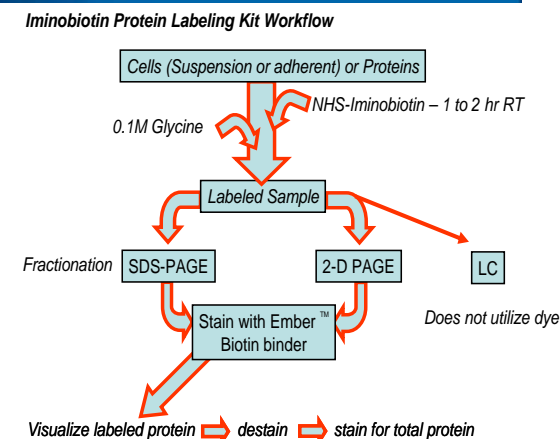 Iminobiotin Protein Labeling Kit Workflow
Cells (Suspension or adherent) or Proteins
NHS-Iminobiotin – 1 to 2 hr RT
0.1M Glycine
Labeled Sample
Fractionation
SDS-PAGE
2-D PAGE
LC
Stain with Ember ™
Biotin binder
Does not utilize dye
Visualize labeled protein destain stain for total protein